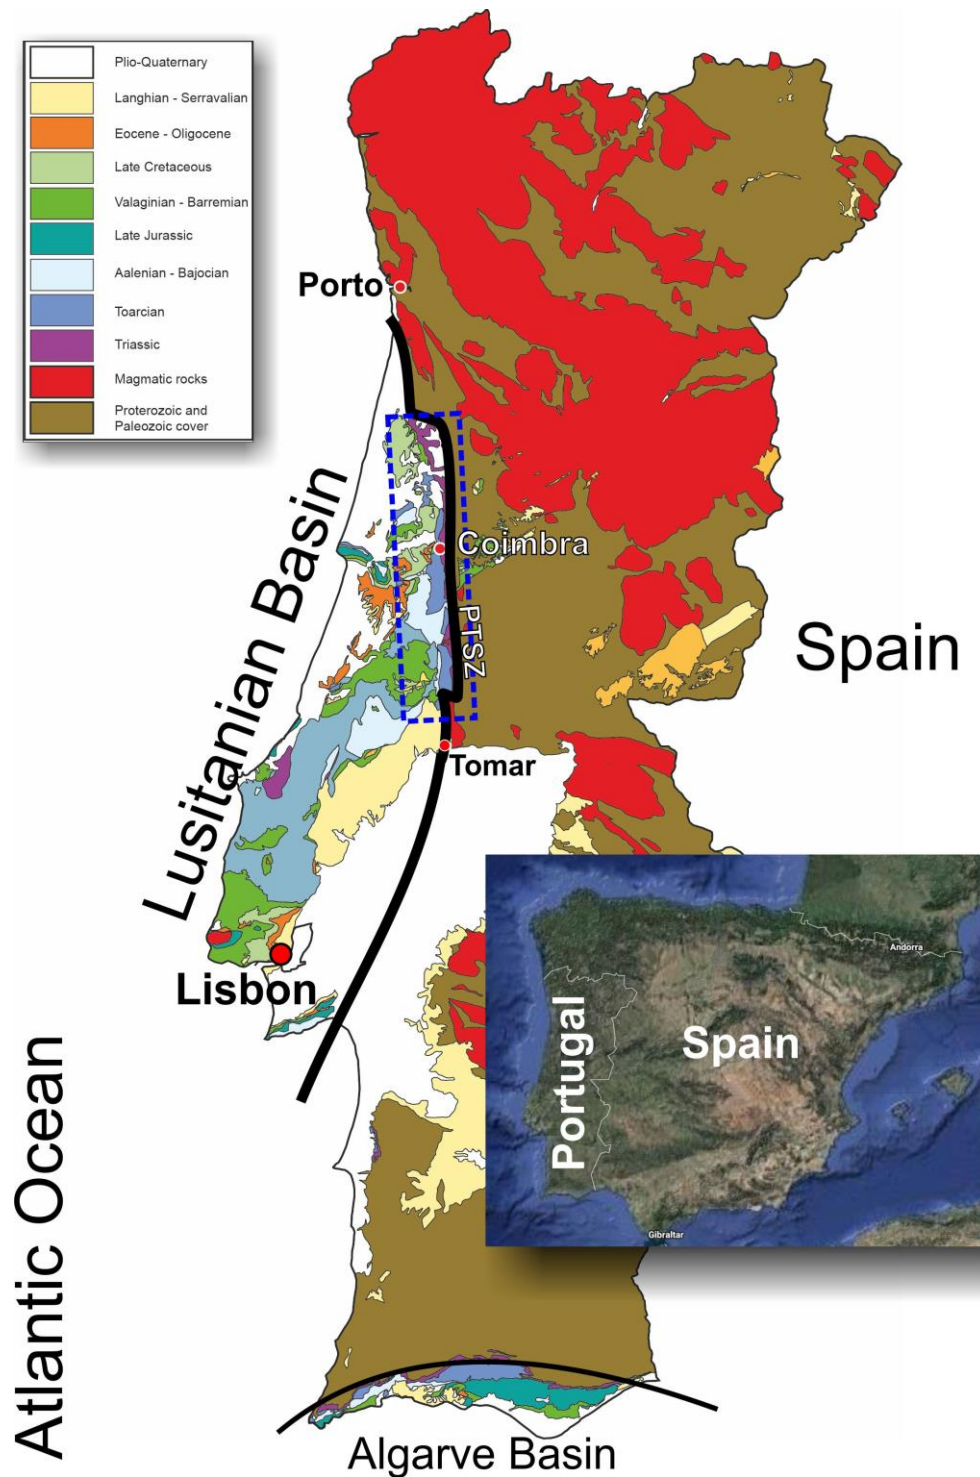 Plio-Quaternary
Langhian - Serravalian
Eocene - Oligocene
Late Cretaceous
Valaginian - Barremian
Late Jurassic
Aalenian - Bajocian
Toarcian
Triassic
Magmatic rocks
Proterozoic and
Paleozoic cover
Porto
Coimbra
PTSZ
Lusitanian Basin
Spain
Tomar
Lisbon
Atlantic Ocean
Andorra
Portugal
Spain
Gibraltar
Algarve Basin